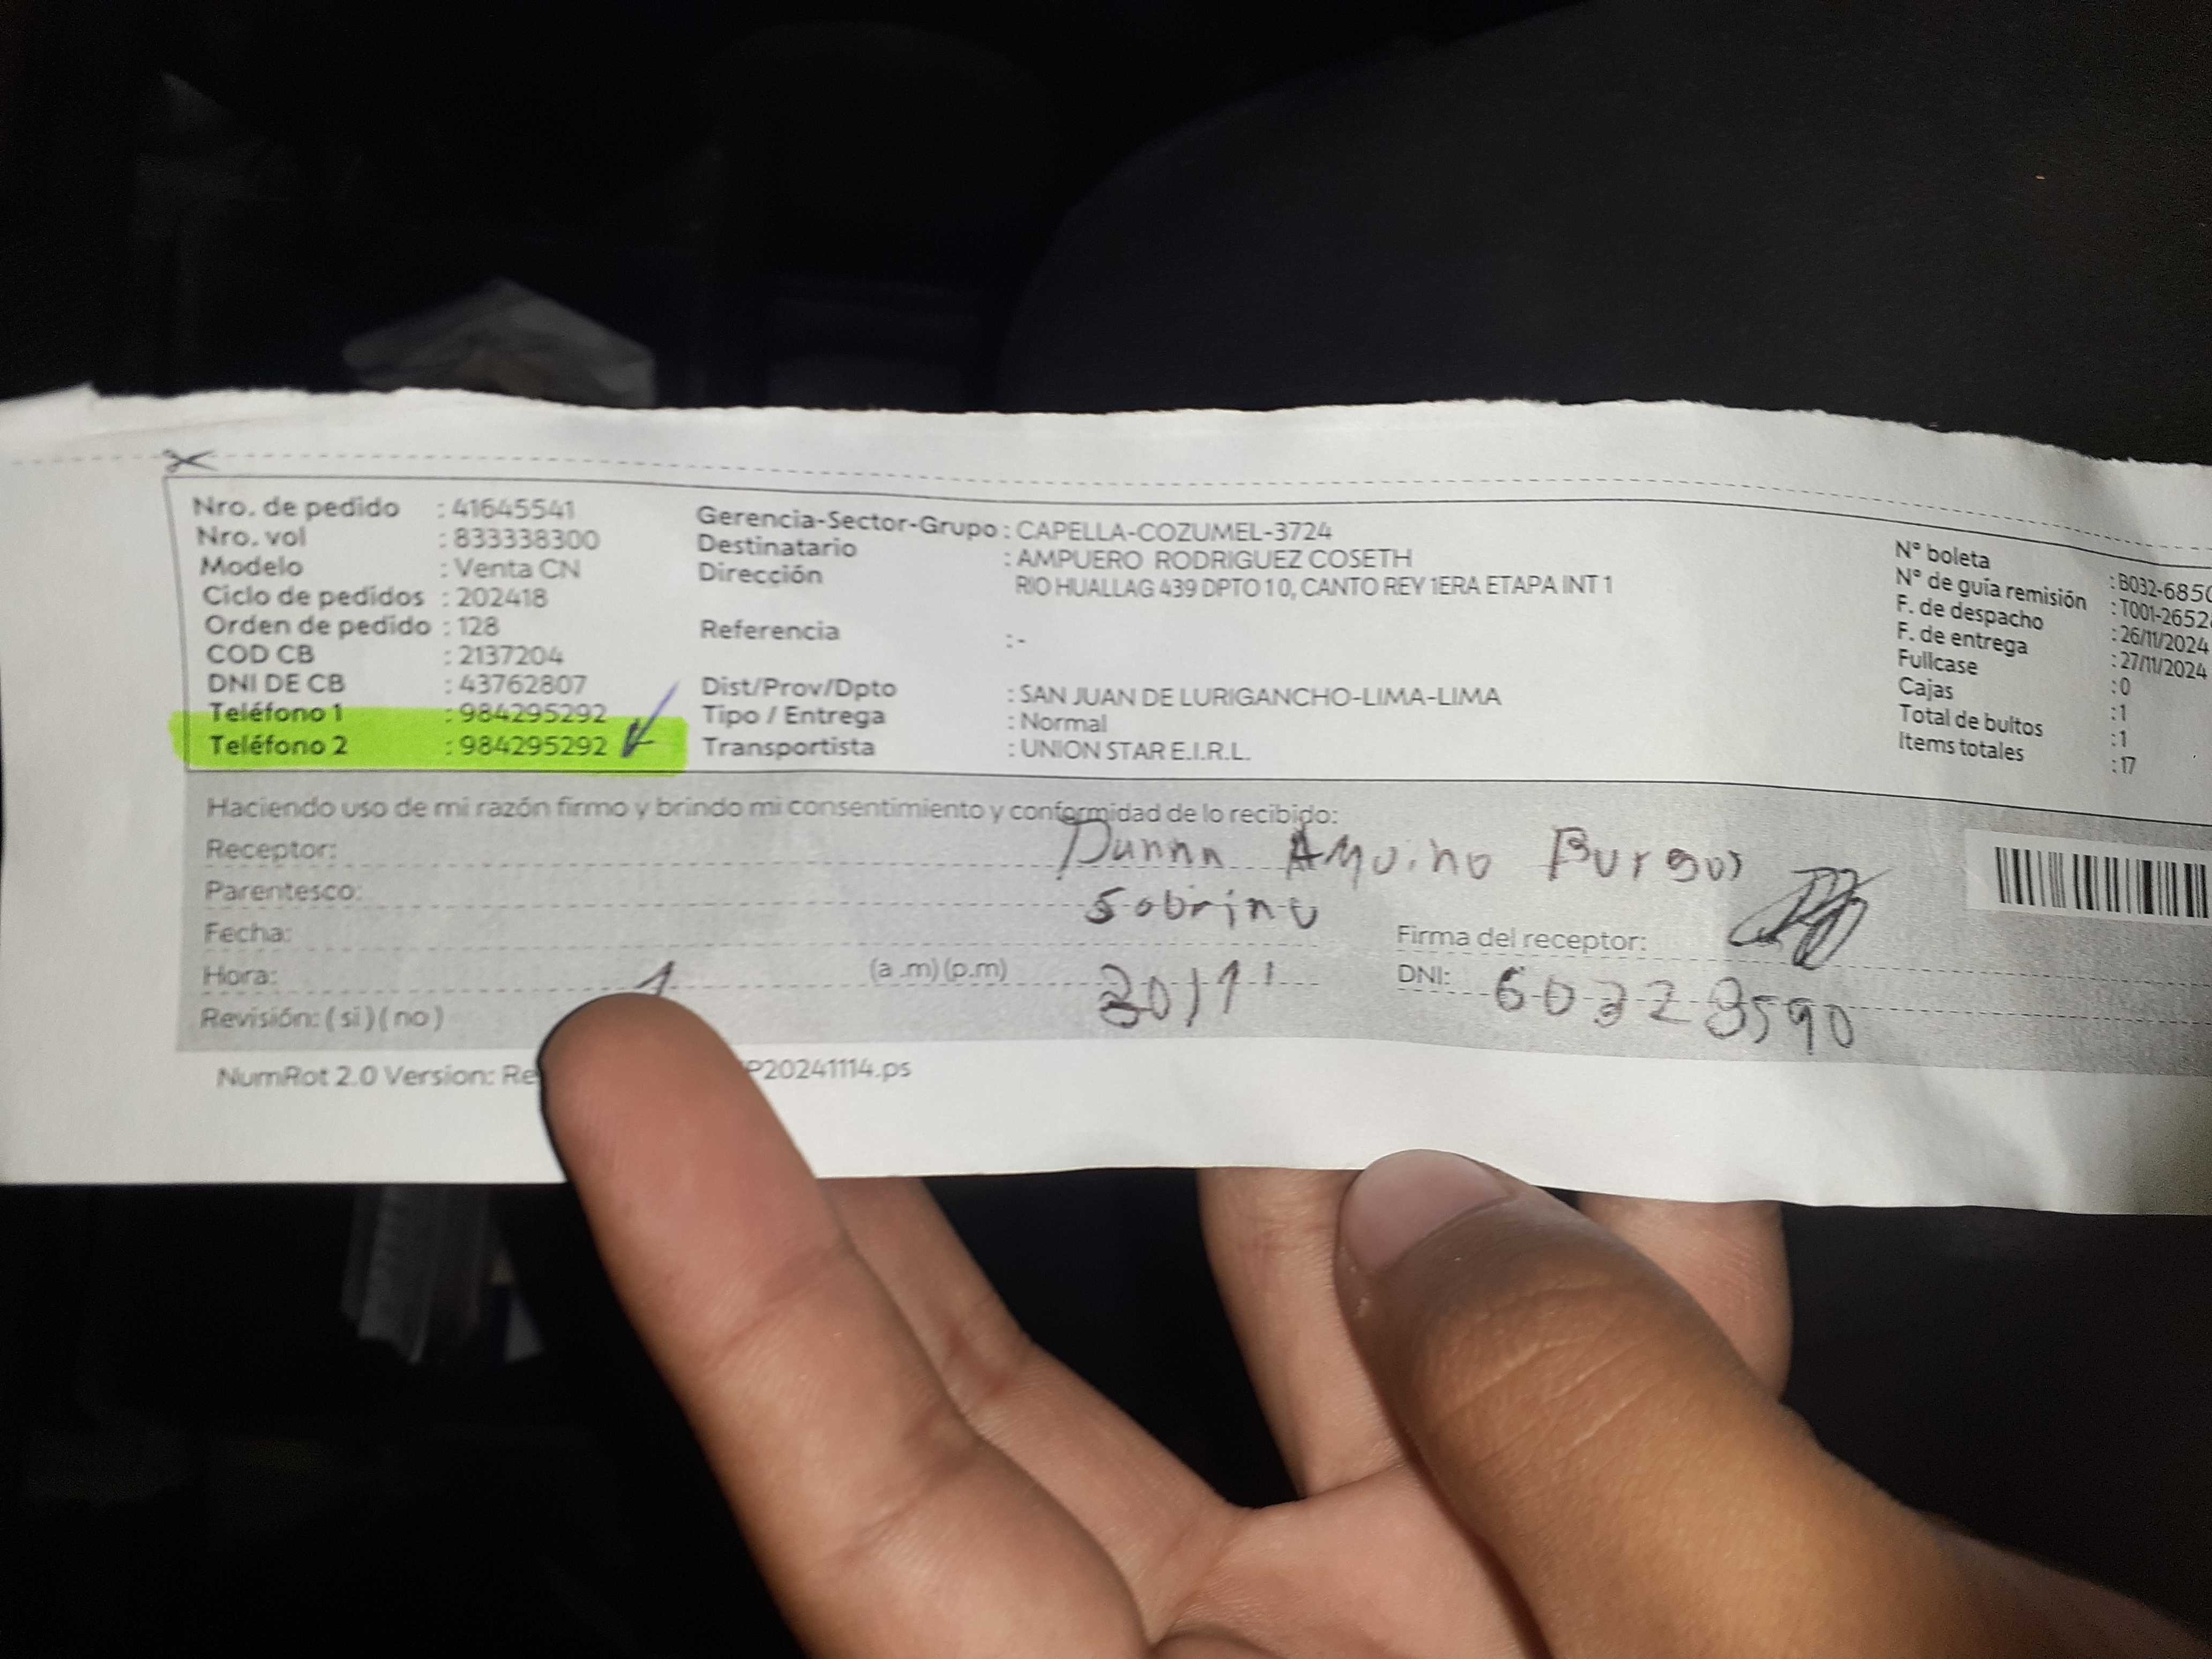 Nro. de pedido : 41645541
Nro. vol : 833338300
Modelo : Venta CN
Ciclo de pedidos : 202418
Orden de pedido : 128
COD CB : 2137204
DNI DE CB : 43762807
Teléfono 1 : 984295292
Teléfono 2 : 984295292
Gerencia-Sector-Grupo : CAPELLA-COZUMEL-3724
Destinatario : AMPUERO RODRIGUEZ COSETH
Dirección RIO HUALLAG 439 DPTO 1 0, CANTO REY 1ERA ETAPA INT 1
Referencia : -
Dist/Prov/Dpto : SAN JUAN DE LURIGANCHO-LIMA-LIMA
Tipo / Entrega : Normal
Transportista : UNION STAR E.I.R.L.
N° boleta : B032-6850
N° de guía remisión : T001-2652
F. de despacho : 26/11/2024
F. de entrega : 27/11/2024
Fullcase : 0
Cajas : 1
Total de bultos : 1
Items totales : 17
Haciendo uso de mi razón firmo y brindo mi consentimiento y conformidad de lo recibido:
Receptor: Burgos
Parentesco: Sobrino
Fecha:
Firma del receptor:
Hora: (a .m) (p.m)
DNI: 60323590
Revisión: ( si ) ( no )
NumRot 2.0 Version: Re P20241114.ps